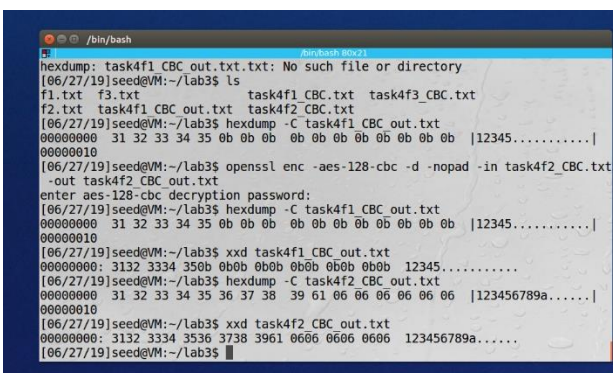 /bin/bash
/bin/bash 80x21
hexdump: task4f1_CBC_out.txt.txt: No such file or directory
[06/27/19]seed@VM:~/lab3$ ls
f1.txt  f3.txt                task4f1_CBC.txt  task4f3_CBC.txt
f2.txt  task4f1_CBC_out.txt  task4f2_CBC.txt
[06/27/19]seed@VM:~/lab3$ hexdump -C task4f1_CBC_out.txt
00000000  31 32 33 34 35 0b 0b 0b  0b 0b 0b 0b 0b 0b 0b 0b  |12345...........|
00000010
[06/27/19]seed@VM:~/lab3$ openssl enc -aes-128-cbc -d -nopad -in task4f2_CBC.txt
 -out task4f2_CBC_out.txt
enter aes-128-cbc decryption password:
[06/27/19]seed@VM:~/lab3$ hexdump -C task4f1_CBC_out.txt
00000000  31 32 33 34 35 0b 0b 0b  0b 0b 0b 0b 0b 0b 0b 0b  |12345...........|
00000010
[06/27/19]seed@VM:~/lab3$ xxd task4f1_CBC_out.txt
00000000: 3132 3334 350b 0b0b 0b0b 0b0b 0b0b 0b0b  12345...........
[06/27/19]seed@VM:~/lab3$ hexdump -C task4f2_CBC_out.txt
00000000  31 32 33 34 35 36 37 38  39 61 06 06 06 06 06 06  |123456789a......|
00000010
[06/27/19]seed@VM:~/lab3$ xxd task4f2_CBC_out.txt
00000000: 3132 3334 3536 3738 3961 0606 0606 0606  123456789a......
[06/27/19]seed@VM:~/lab3$